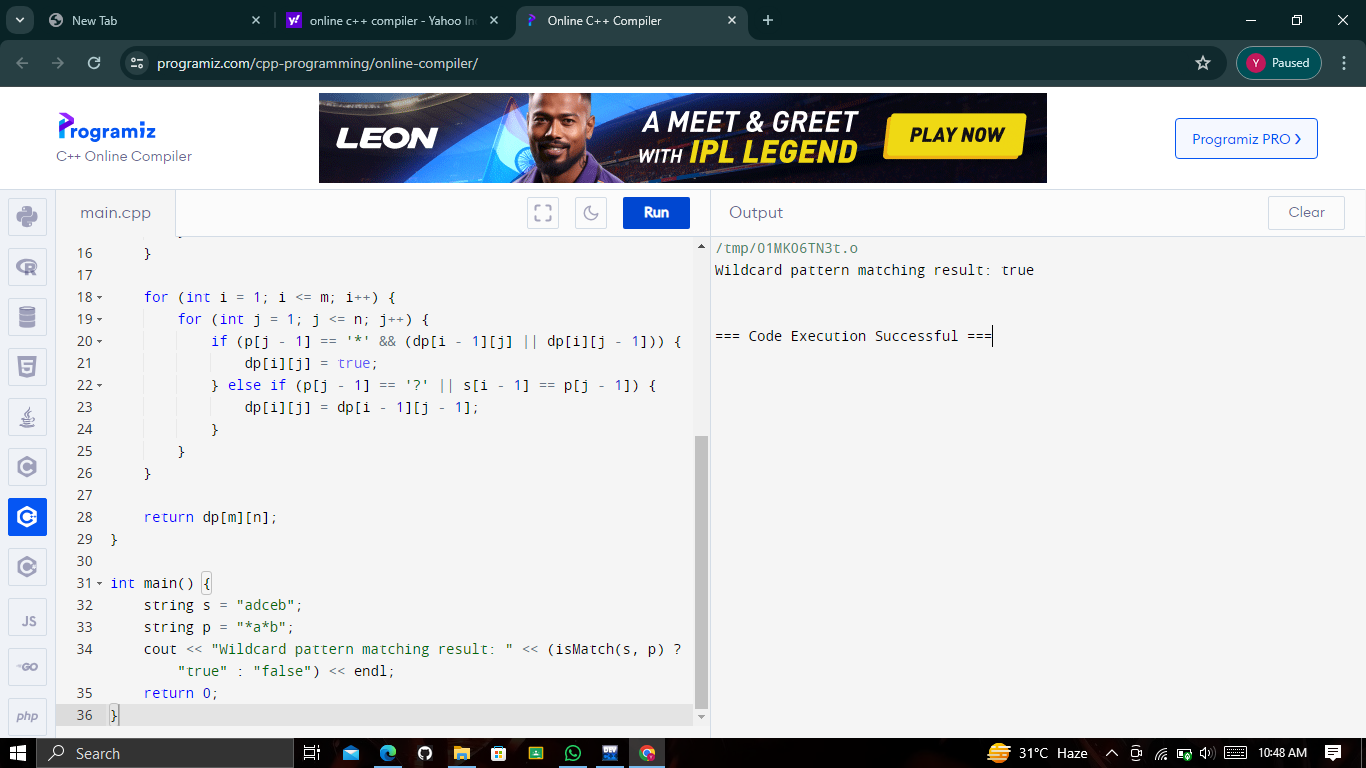 New Tab
online c++ compiler - Yahoo In
Online C++ Compiler
programiz.com/cpp-programming/online-compiler/
Y
Paused
Programiz
C++ Online Compiler
LEON
A MEET & GREET
WITH IPL LEGEND
PLAY NOW
Programiz PRO >
main.cpp
Run
Output
Clear
16     }
17
18     for (int i = 1; i <= m; i++) {
19         for (int j = 1; j <= n; j++) {
20             if (p[j - 1] == '*' && (dp[i - 1][j] || dp[i][j - 1])) {
21                 dp[i][j] = true;
22             } else if (p[j - 1] == '?' || s[i - 1] == p[j - 1]) {
23                 dp[i][j] = dp[i - 1][j - 1];
24             }
25         }
26     }
27
28     return dp[m][n];
29 }
30
31 int main() {
32     string s = "adceb";
33     string p = "*a*b";
34     cout << "Wildcard pattern matching result: " << (isMatch(s, p) ?
"true" : "false") << endl;
35     return 0;
36 }
/tmp/O1MKO6TN3t.o
Wildcard pattern matching result: true
=== Code Execution Successful ===
JS
GO
php
Search
DEV
31°C Haze
10:48 AM